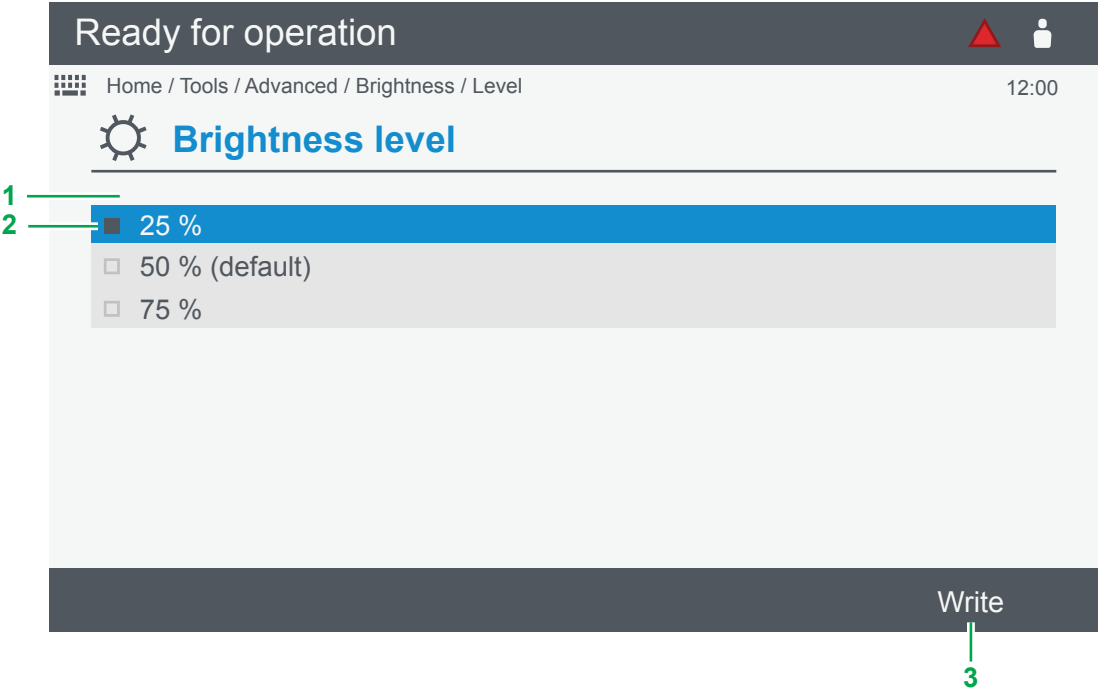 Ready for operation
Home / Tools / Advanced / Brightness / Level
12:00
Brightness level
1
2
25 %
50 % (default)
75 %
Write
3